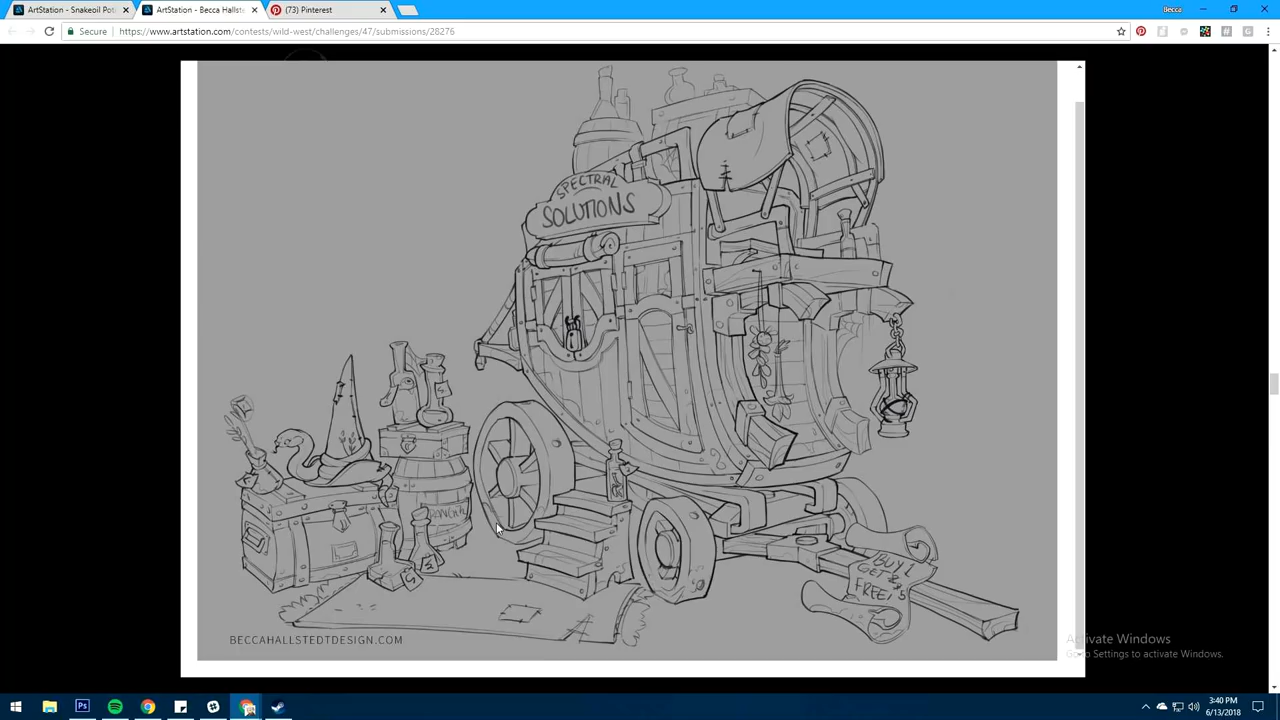 ArtStation - Snakeoil Pot
ArtStation - Becca Hallst
(73) Pinterest
Becca
Secure
https://www.artstation.com/contests/wild-west/challenges/47/submissions/28276
SPECTRAL
SOLUTIONS
DANGER
BUY 1
GET 2
FREE!
BECCAHALLSTEDTDESIGN.COM
Activate Windows
Go to Settings to activate Windows.
3:40 PM
6/13/2018